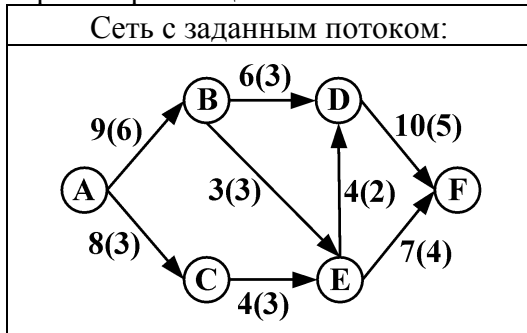 Сеть с заданным потоком:
B
6(3)
D
9(6)
10(5)
A
3(3)
4(2)
F
8(3)
7(4)
C
4(3)
E